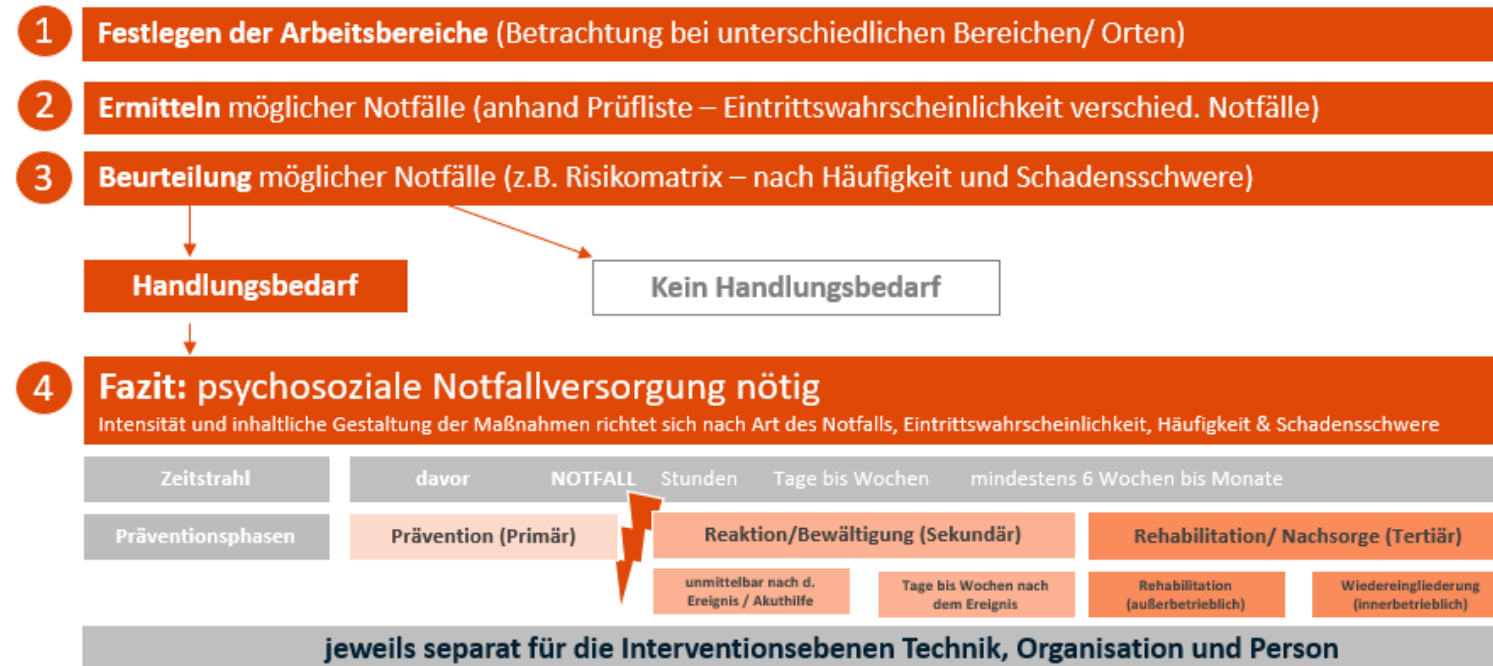 1 Festlegen der Arbeitsbereiche (Betrachtung bei unterschiedlichen Bereichen/ Orten)
2 Ermitteln möglicher Notfälle (anhand Prüfliste – Eintrittswahrscheinlichkeit verschied. Notfälle)
3 Beurteilung möglicher Notfälle (z.B. Risikomatrix – nach Häufigkeit und Schadensschwere)
Handlungsbedarf
Kein Handlungsbedarf
4 Fazit: psychosoziale Notfallversorgung nötig
Intensität und inhaltliche Gestaltung der Maßnahmen richtet sich nach Art des Notfalls, Eintrittswahrscheinlichkeit, Häufigkeit & Schadensschwere
Zeitstrahl davor NOTFALL Stunden Tage bis Wochen mindestens 6 Wochen bis Monate
Präventionsphasen Prävention (Primär) Reaktion/Bewältigung (Sekundär) Rehabilitation/ Nachsorge (Tertiär)
unmittelbar nach d.
Ereignis / Akuthilfe
Tage bis Wochen nach
dem Ereignis
Rehabilitation
(außerbetrieblich)
Wiedereingliederung
(innerbetrieblich)
jeweils separat für die Interventionsebenen Technik, Organisation und Person